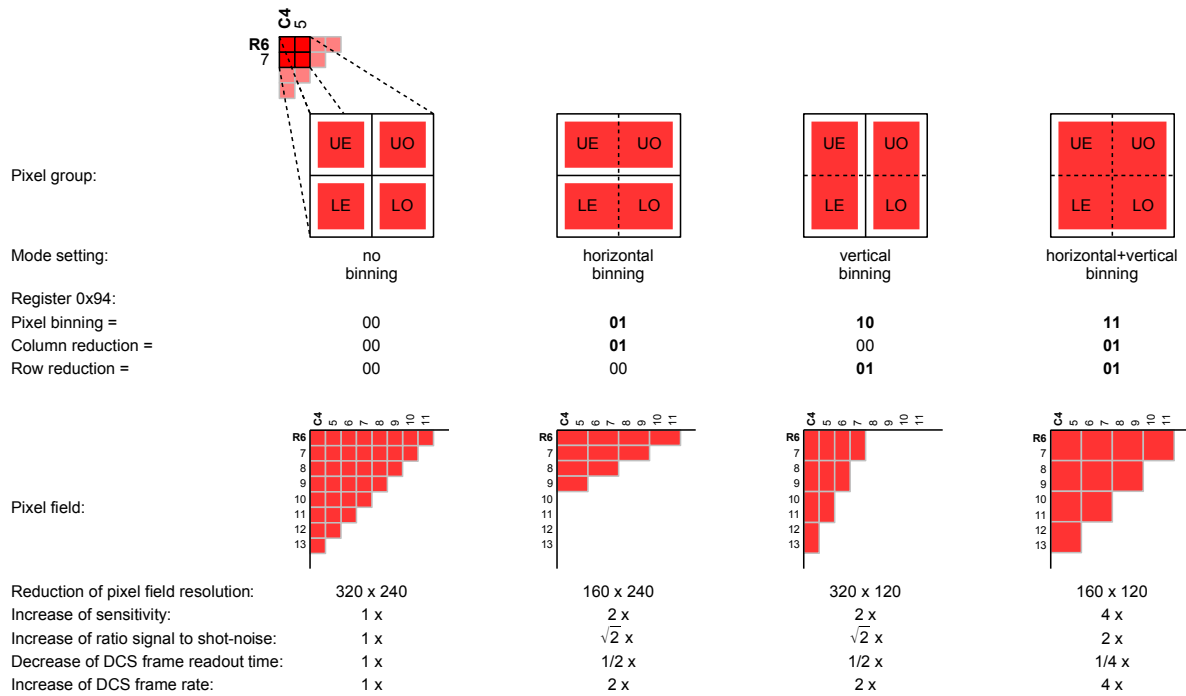 C4 5
R6
7
UE UO UE UO UE UO UE UO
Pixel group:
LE LO LE LO LE LO LE LO
Mode setting: no binning horizontal binning vertical binning horizontal+vertical binning
Register 0x94:
Pixel binning = 00 01 10 11
Column reduction = 00 01 00 01
Row reduction = 00 00 01 01
C4 5 6 7 8 9 10 11 C4 5 6 7 8 9 10 11 C4 5 6 7 8 9 10 11 C4 5 6 7 8 9 10 11
R6 R6 R6 R6
7 7 7 7
8 8 8 8
9 9 9 9
10 10 10 10
Pixel field:
11 11 11 11
12 12 12 12
13 13 13 13
Reduction of pixel field resolution: 320 x 240 160 x 240 320 x 120 160 x 120
Increase of sensitivity: 1 x 2 x 2 x 4 x
Increase of ratio signal to shot-noise: 1 x √2 x √2 x 2 x
Decrease of DCS frame readout time: 1 x 1/2 x 1/2 x 1/4 x
Increase of DCS frame rate: 1 x 2 x 2 x 4 x